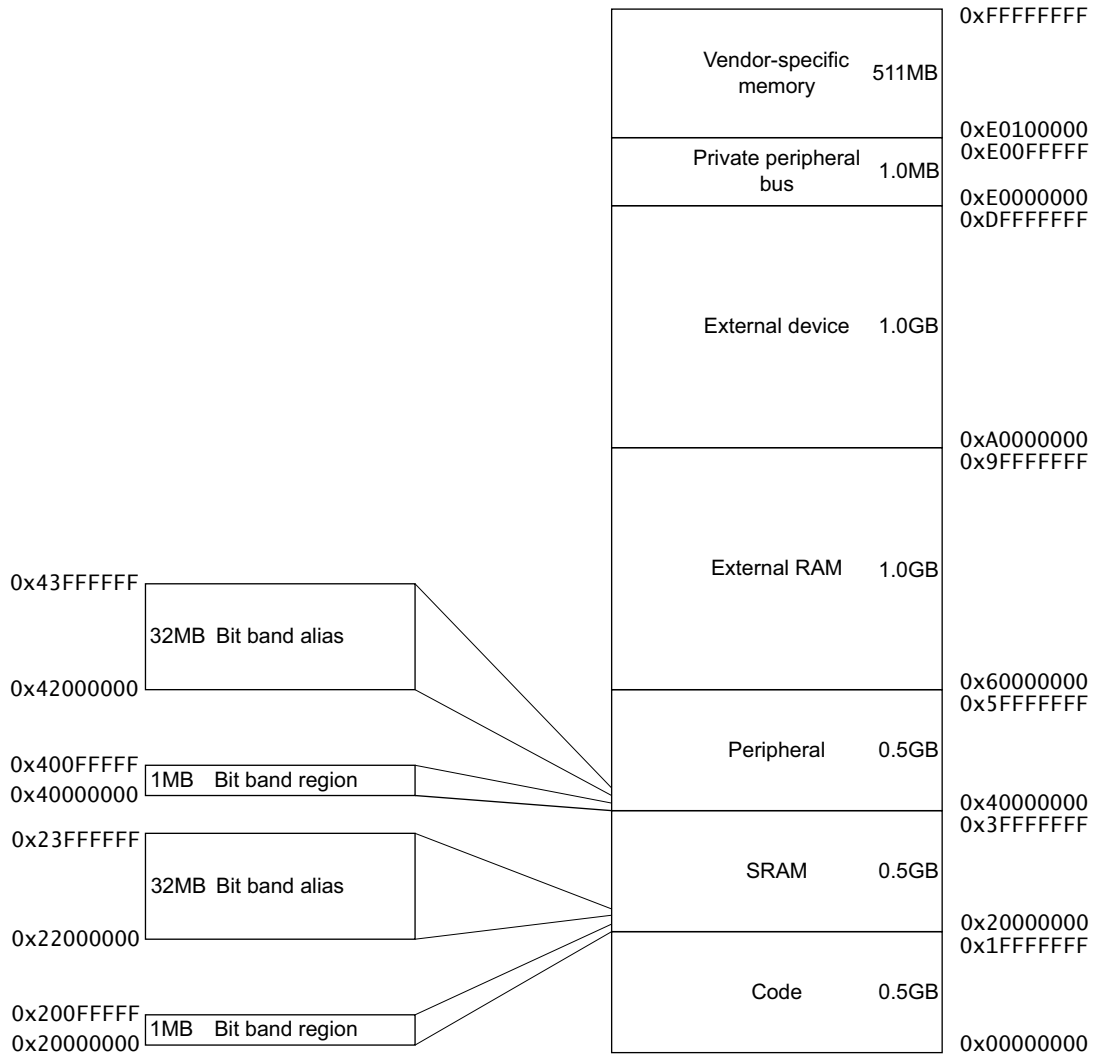 0xFFFFFFFF
Vendor-specific
memory
511MB
0xE0100000
0xE00FFFFF
Private peripheral
bus
1.0MB
0xE0000000
0xDFFFFFFF
External device
1.0GB
0xA0000000
0x9FFFFFFF
External RAM
1.0GB
0x60000000
0x5FFFFFFF
Peripheral
0.5GB
0x40000000
0x3FFFFFFF
SRAM
0.5GB
0x20000000
0x1FFFFFFF
Code
0.5GB
0x00000000
0x43FFFFFF
32MB Bit band alias
0x42000000
0x400FFFFF
1MB Bit band region
0x40000000
0x23FFFFFF
32MB Bit band alias
0x22000000
0x200FFFFF
1MB Bit band region
0x20000000